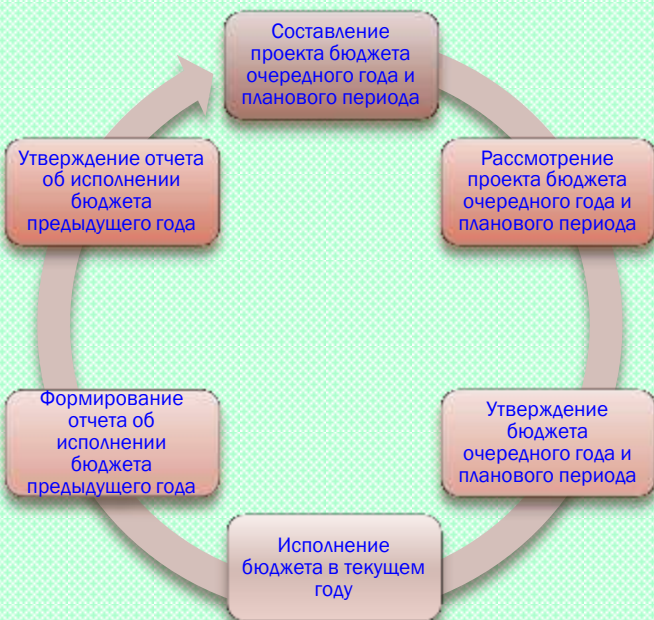 Составление
проекта бюджета
очередного года и
планового периода
Рассмотрение
проекта бюджета
очередного года и
планового периода
Утверждение
бюджета
очередного года и
планового периода
Исполнение
бюджета в текущем
году
Формирование
отчета об
исполнении
бюджета
предыдущего года
Утверждение отчета
об исполнении
бюджета
предыдущего года